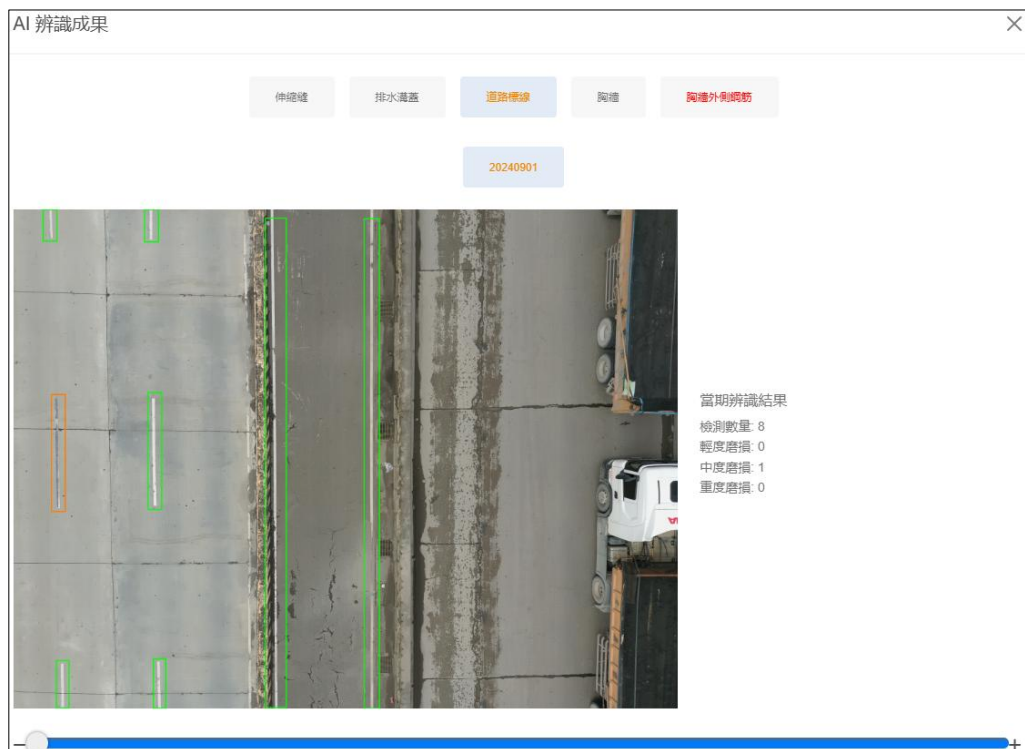 AI 辨識成果
伸縮縫
排水溝蓋
道路標線
胸牆
胸牆外側鋼筋
20240901
當期辨識結果
檢測數量: 8
輕度磨損: 0
中度磨損: 1
重度磨損: 0